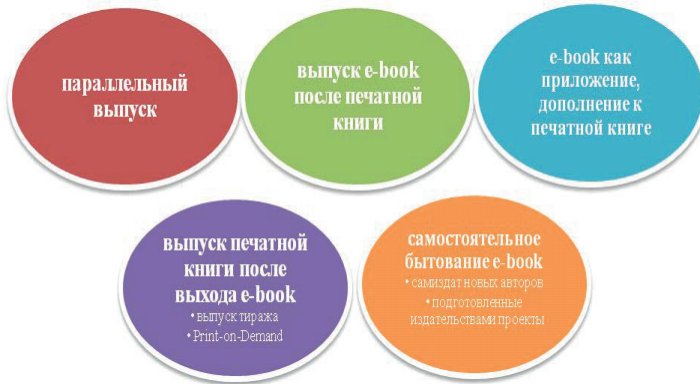 параллельный
выпуск
выпуск e-book
после печатной
книги
e-book как
приложение,
дополнение к
печатной книге
выпуск печатной
книги после
выхода e-book
• выпуск тиража
• Print-on-Demand
самостоятельное
бытование e-book
• самиздат новых авторов
• подготовленные
издательствами проекты